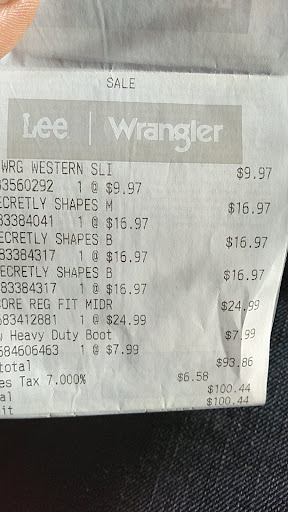 SALE
Lee | Wrangler
WRG WESTERN SLI $9.97
83560292 1 @ $9.97
ECRETLY SHAPES M $16.97
83384041 1 @ $16.97
ECRETLY SHAPES B $16.97
83384317 1 @ $16.97
ECRETLY SHAPES B $16.97
83384317 1 @ $16.97
ORE REG FIT MIDR $24.99
583412881 1 @ $24.99
w Heavy Duty Boot $7.99
584606463 1 @ $7.99
total $93.86
es Tax 7.000% $6.58
al $100.44
it $100.44